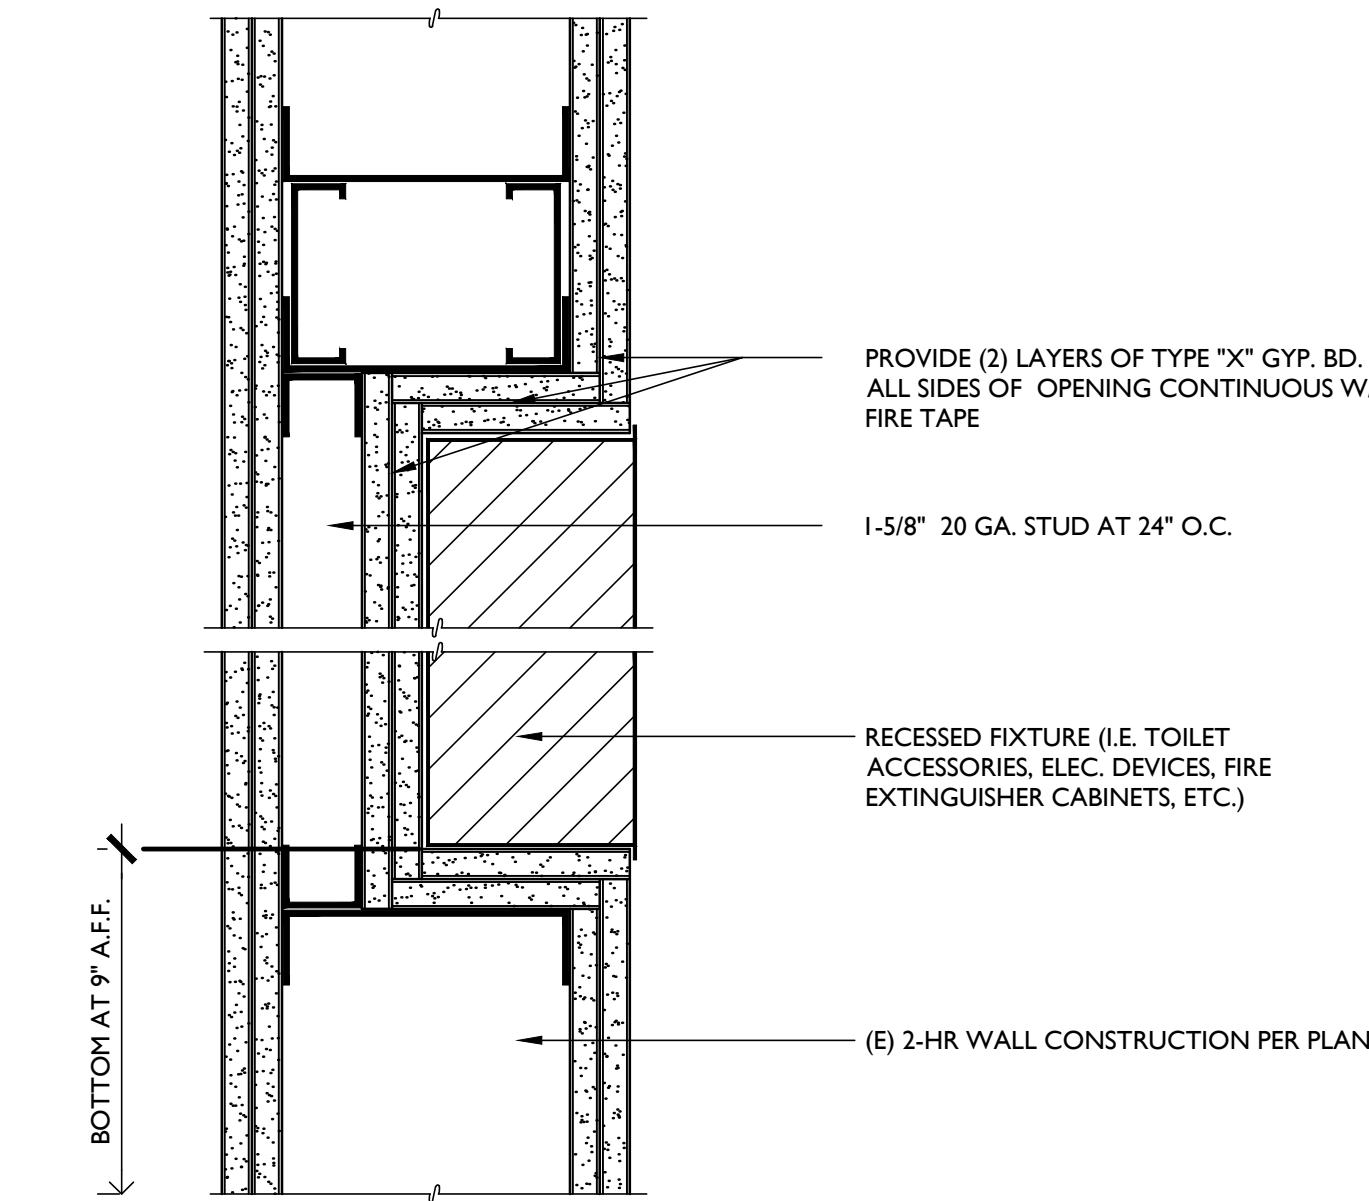 PROVIDE (2) LAYERS OF TYPE "X" GYP. BD.
ALL SIDES OF OPENING CONTINUOUS
FIRE TAPE
1-5/8" 20 GA. STUD AT 24" O.C.
RECESSED FIXTURE (I.E. TOILET
ACCESSORIES, ELEC. DEVICES, FIRE
EXTINGUISHER CABINETS, ETC.)
BOTTOM AT 9" A.F.F.
(E) 2-HR WALL CONSTRUCTION PER PLAN